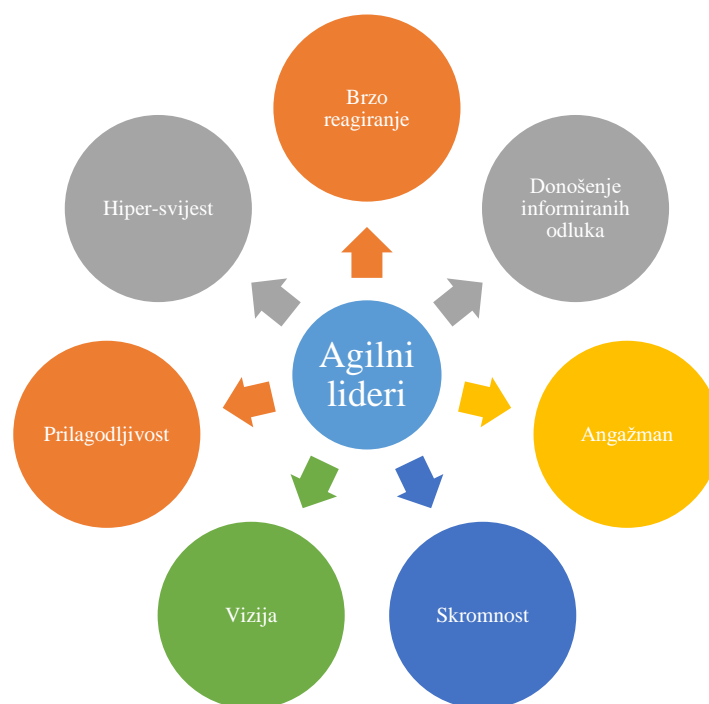 Brzo
reagiranje
Donošenje
informiranih
odluka
Hiper-svijest
Agilni
lideri
Prilagodljivost
Angažman
Vizija
Skromnost